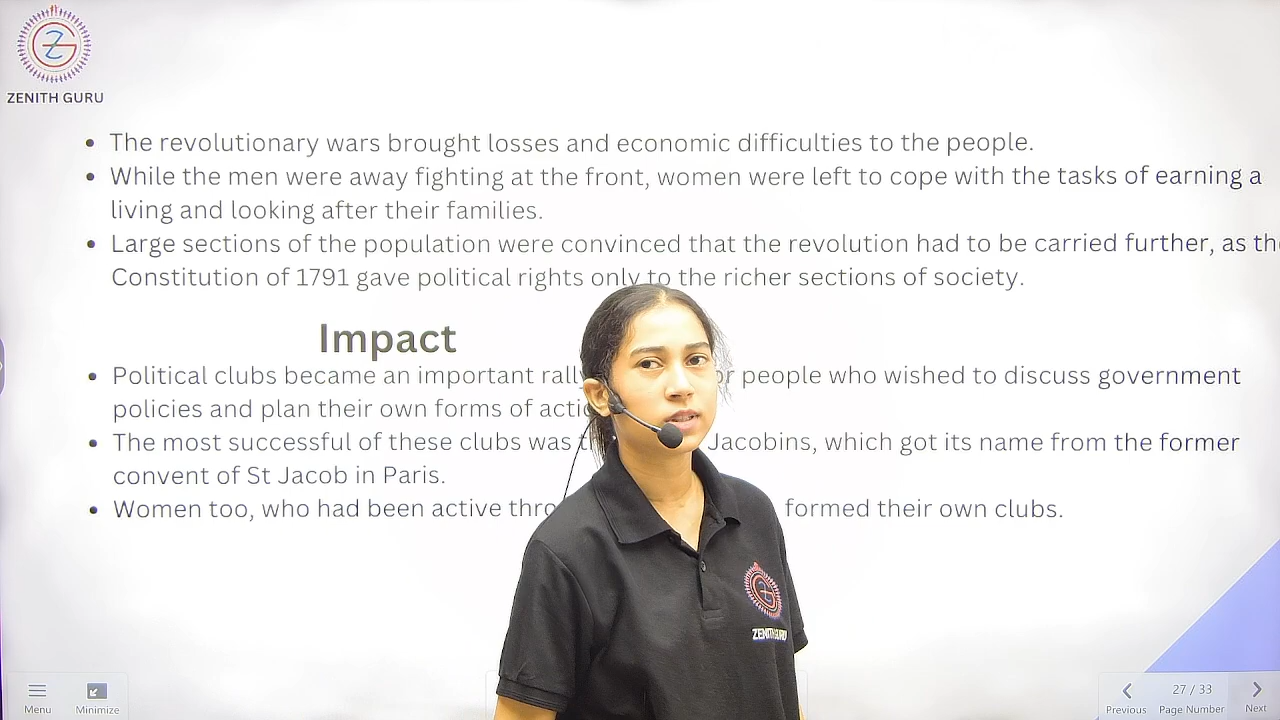 ZENITH GURU
• The revolutionary wars brought losses and economic difficulties to the people.
• While the men were away fighting at the front, women were left to cope with the tasks of earning a
living and looking after their families.
• Large sections of the population were convinced that the revolution had to be carried further, as the
Constitution of 1791 gave political rights only to the richer sections of society.
Impact
• Political clubs became an important people who wished to discuss government
policies and plan their own forms of
• The most successful of these clubs was Jacobins, which got its name from the former
convent of St Jacob in Paris.
• Women too, who had been active formed their own clubs.
ZENITH GURU
Menu
Minimize
Previous
27 / 33
Page Number
Next